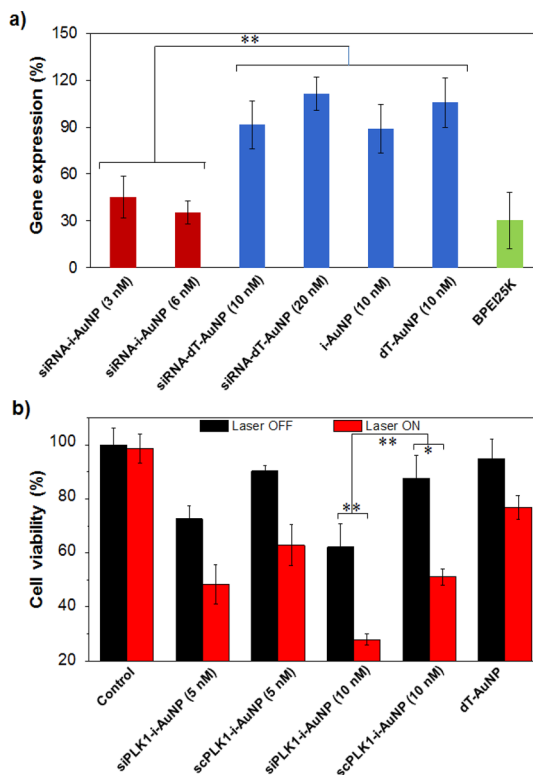 a)
**
Gene expression (%)
150
120
90
60
30
0
siRNA-i-AuNP (3 nM)
siRNA-i-AuNP (6 nM)
siRNA-dT-AuNP (10 nM)
siRNA-dT-AuNP (20 nM)
i-AuNP (10 nM)
dT-AuNP (10 nM)
BPEI25K
b)
Laser OFF
Laser ON
**
*
**
Cell viability (%)
100
80
60
40
20
Control
siPLK1-i-AuNP (5 nM)
scPLK1-i-AuNP (5 nM)
siPLK1-i-AuNP (10 nM)
scPLK1-i-AuNP (10 nM)
dT-AuNP